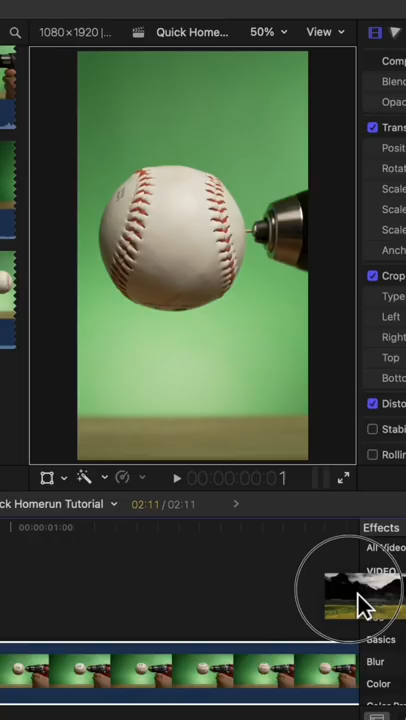 1080×1920 |...
Quick Home...
50%
View
Comp
Blend
Opac
Trans
Posit
Rotat
Scale
Scale
Scale
Anch
Crop
Type
Left
Right
Top
Botto
Disto
Stabi
Rollin
00:00:00:01
ck Homerun Tutorial
02:11 / 02:11
00:00:01:00
Effects
All Video
VIDEO
Basics
Blur
Color